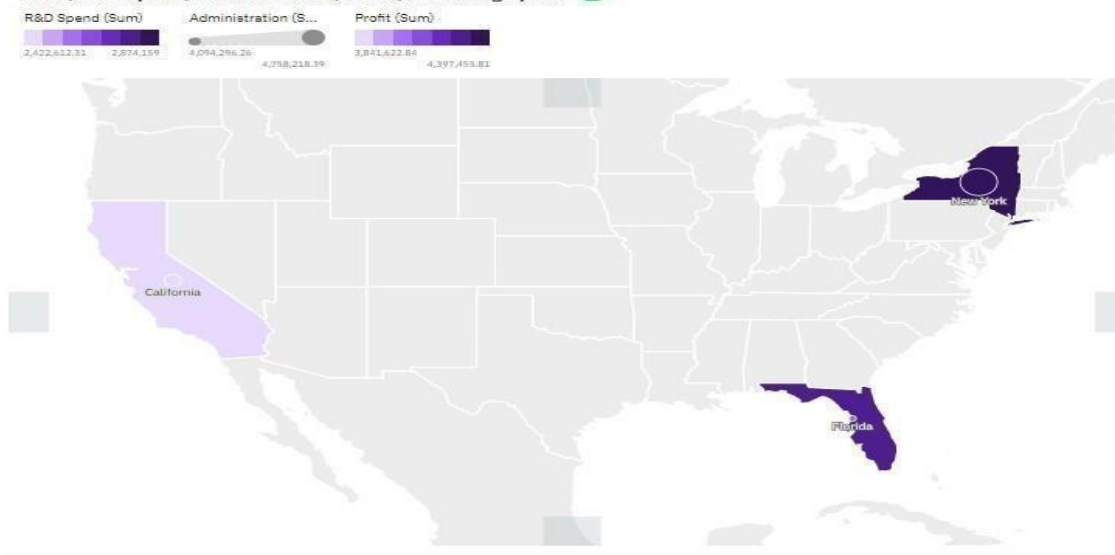 R&D Spend (Sum) Administration (S... Profit (Sum)
2,422,612.31 2,874,159 4,094,296.26 3,841,622.84
4,758,218.39 4,397,455.81
New York
California
Florida